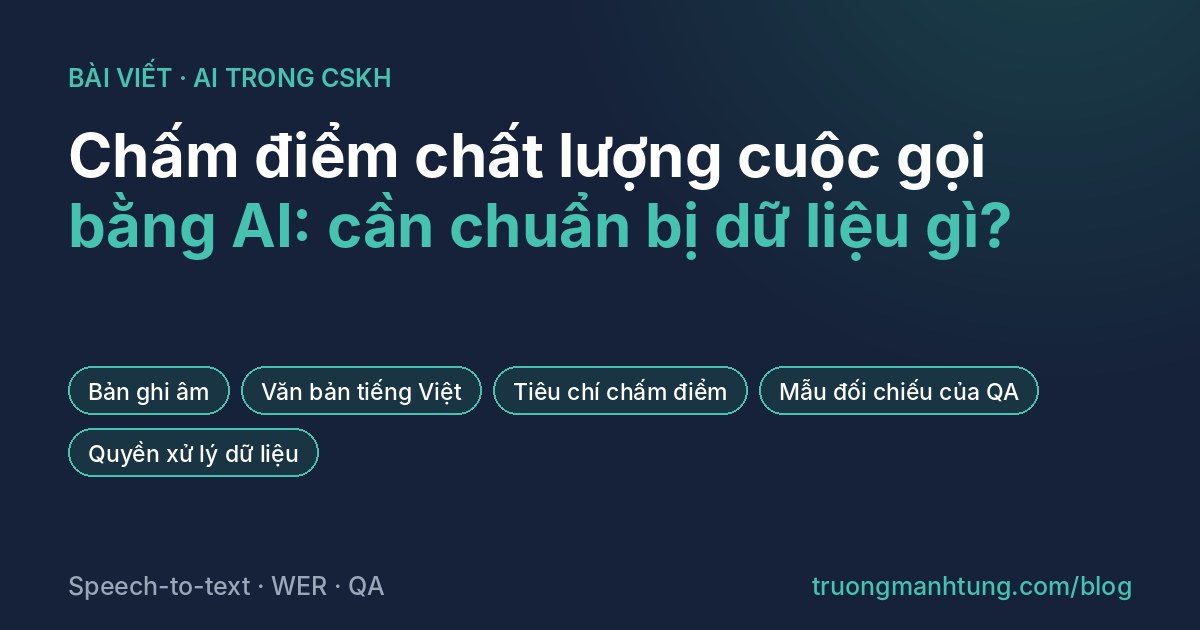 BÀI VIẾT · AI TRONG CSKH
Chấm điểm chất lượng cuộc gọi
bằng AI: cần chuẩn bị dữ liệu gì?
Bản ghi âm
Văn bản tiếng Việt
Tiêu chí chấm điểm
Mẫu đối chiếu của QA
Quyền xử lý dữ liệu
Speech-to-text · WER · QA
truongmanhtung.com/blog